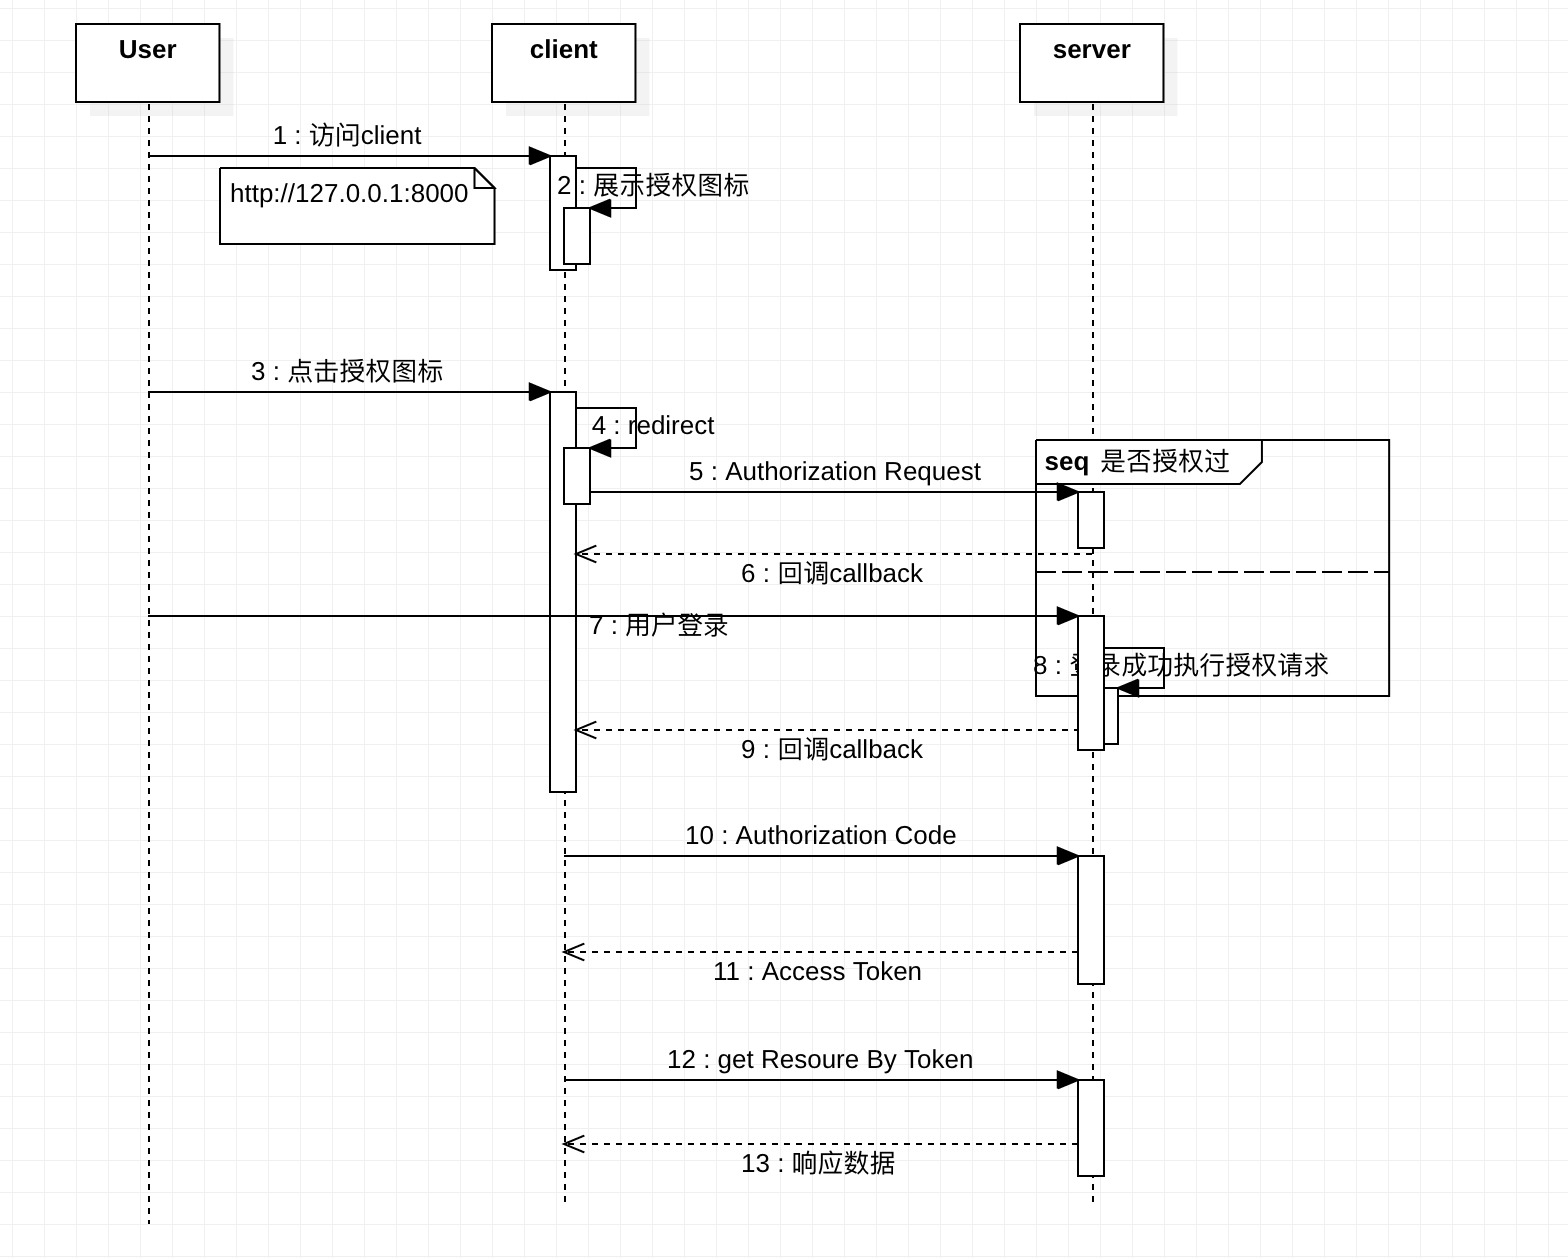 User
client
server
1 : 访问client
http://127.0.0.1:8000
2 : 展示授权图标
3 : 点击授权图标
4 : redirect
seq 是否授权过
5 : Authorization Request
6 : 回调callback
7 : 用户登录
8 : 登录成功执行授权请求
9 : 回调callback
10 : Authorization Code
11 : Access Token
12 : get Resoure By Token
13 : 响应数据